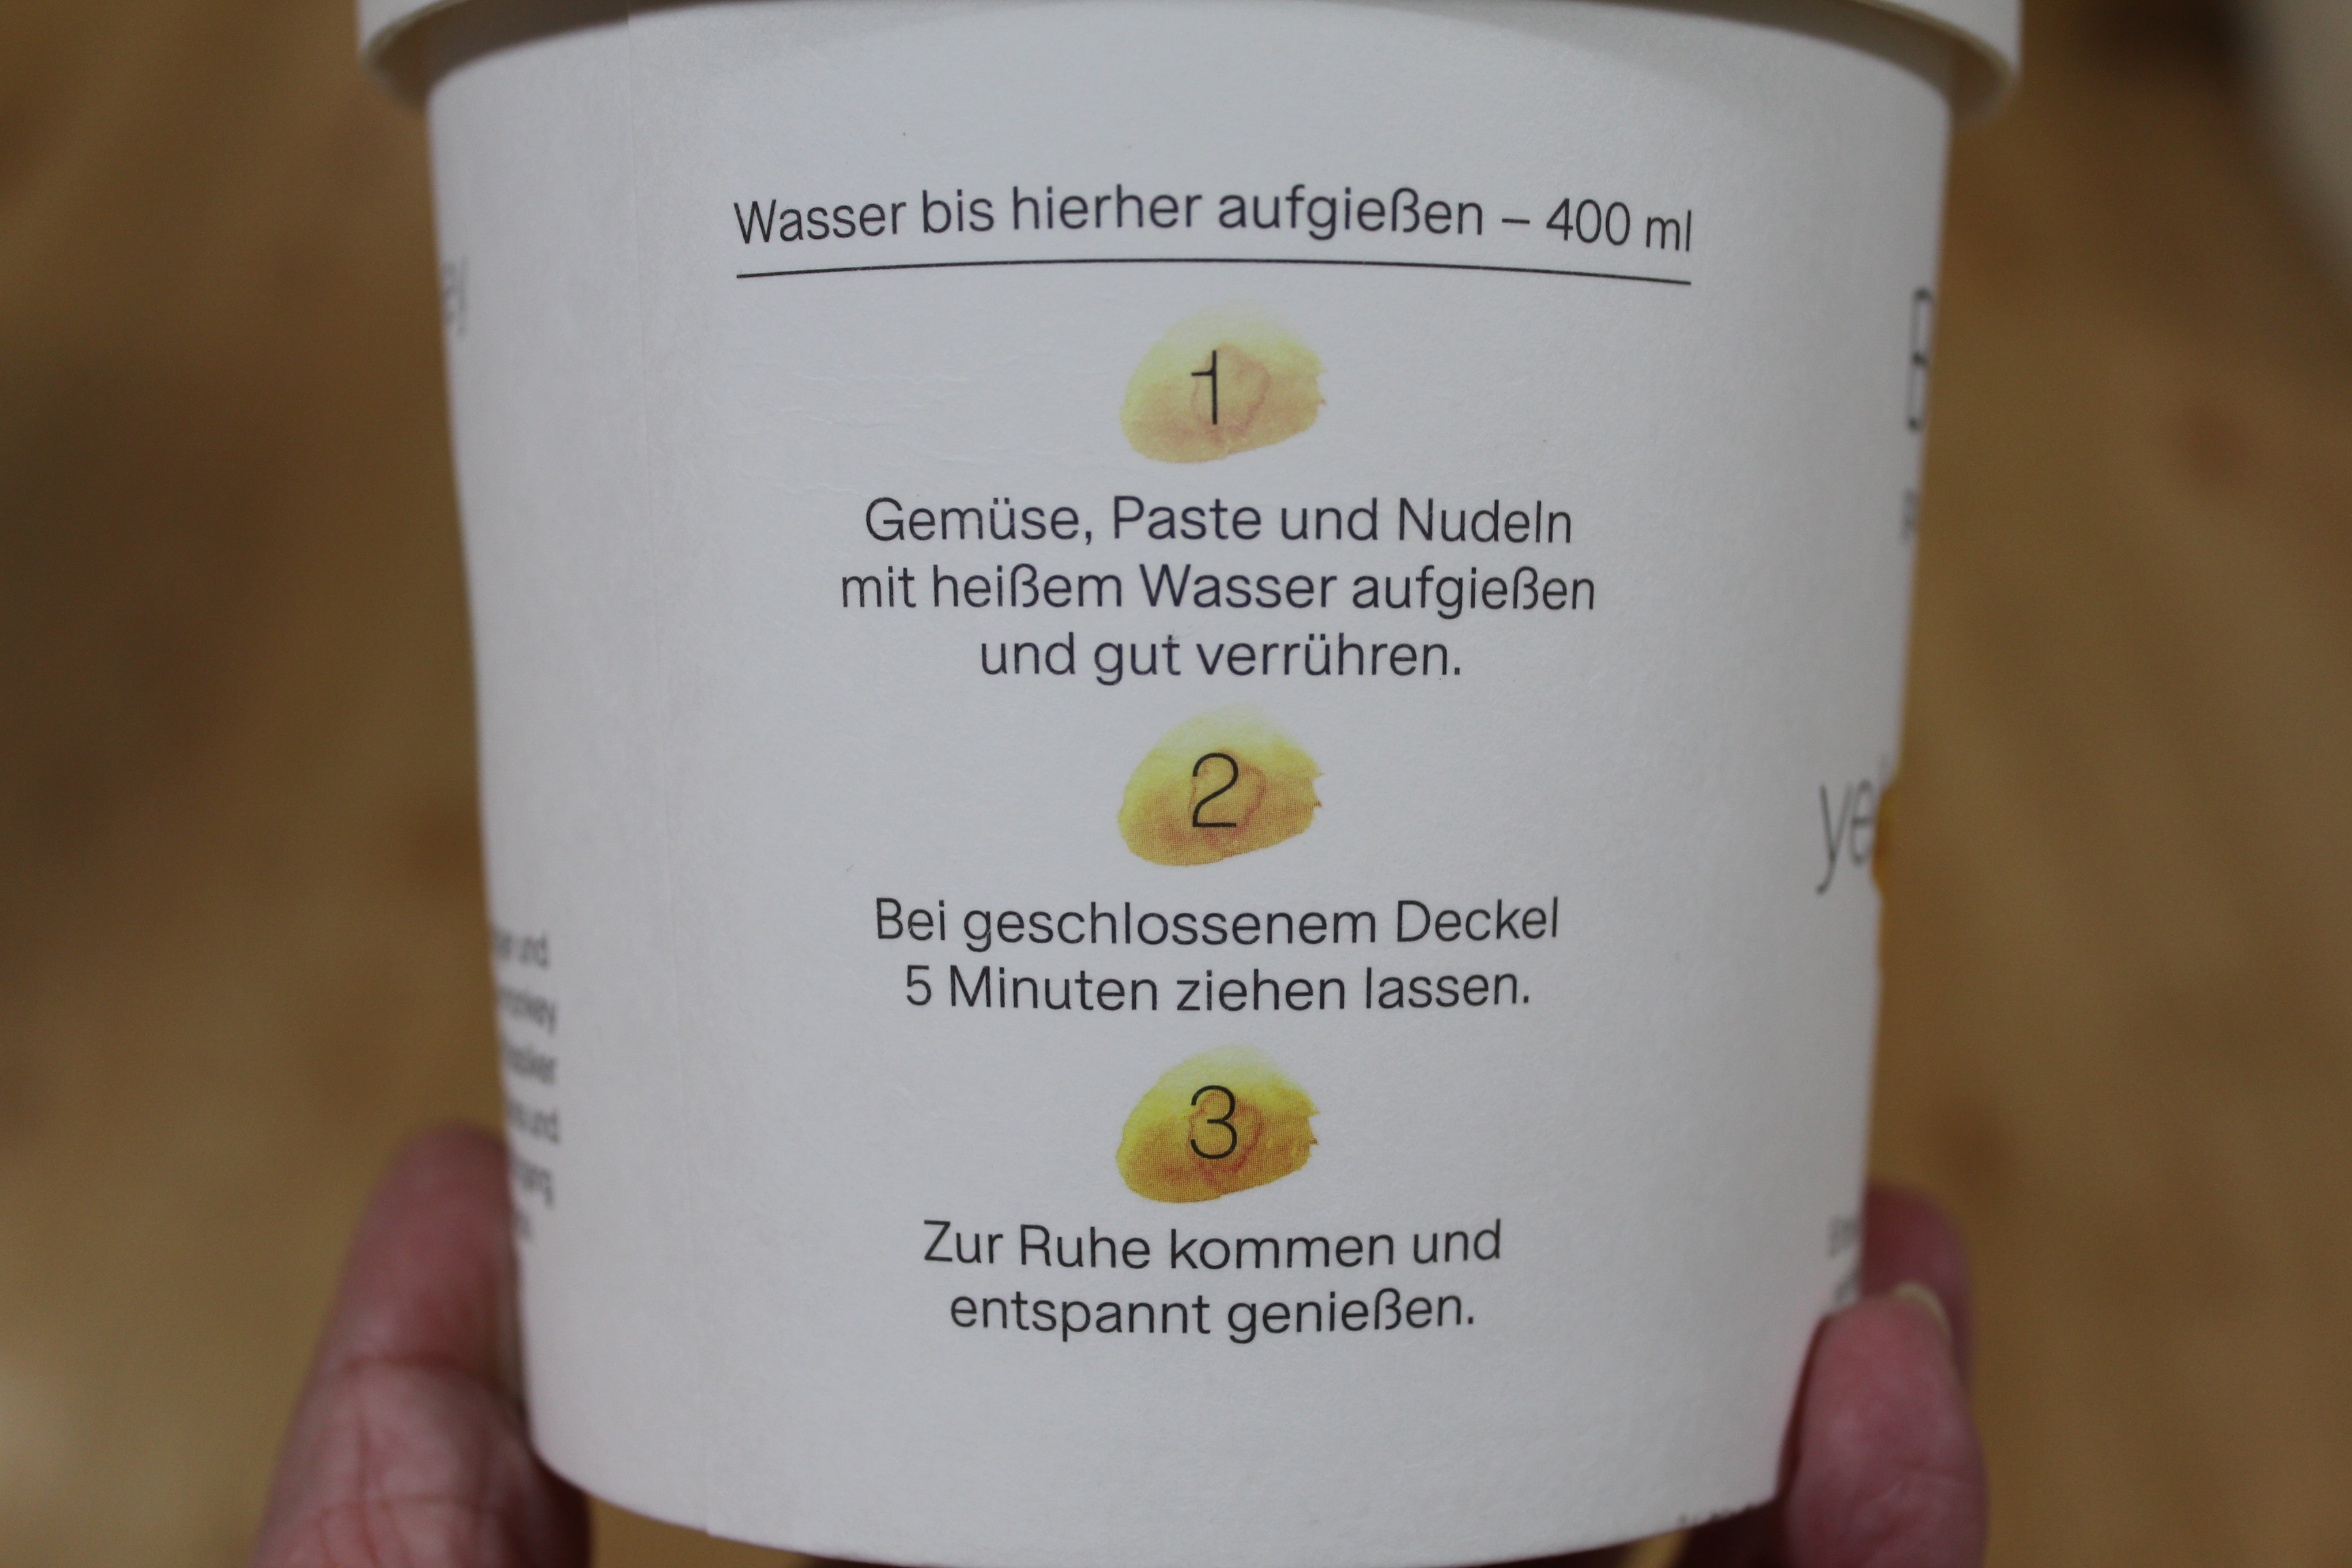 Wasser bis hierher aufgießen – 400 ml
1
Gemüse, Paste und Nudeln
mit heißem Wasser aufgießen
und gut verrühren.
2
Bei geschlossenem Deckel
5 Minuten ziehen lassen.
3
Zur Ruhe kommen und
entspannt genießen.